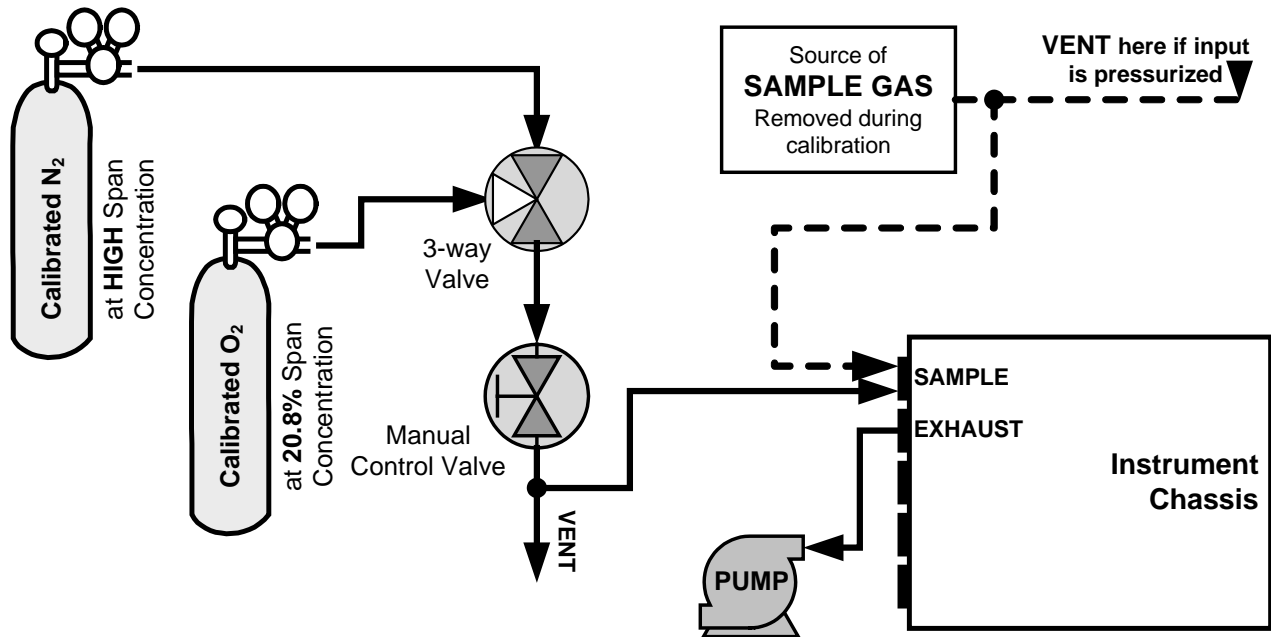 Calibrated N₂
at HIGH Span
Concentration
Calibrated O₂
at 20.8% Span
Concentration
3-way
Valve
Manual
Control Valve
VENT
Source of
SAMPLE GAS
Removed during
calibration
VENT here if input
is pressurized
SAMPLE
EXHAUST
Instrument
Chassis
PUMP